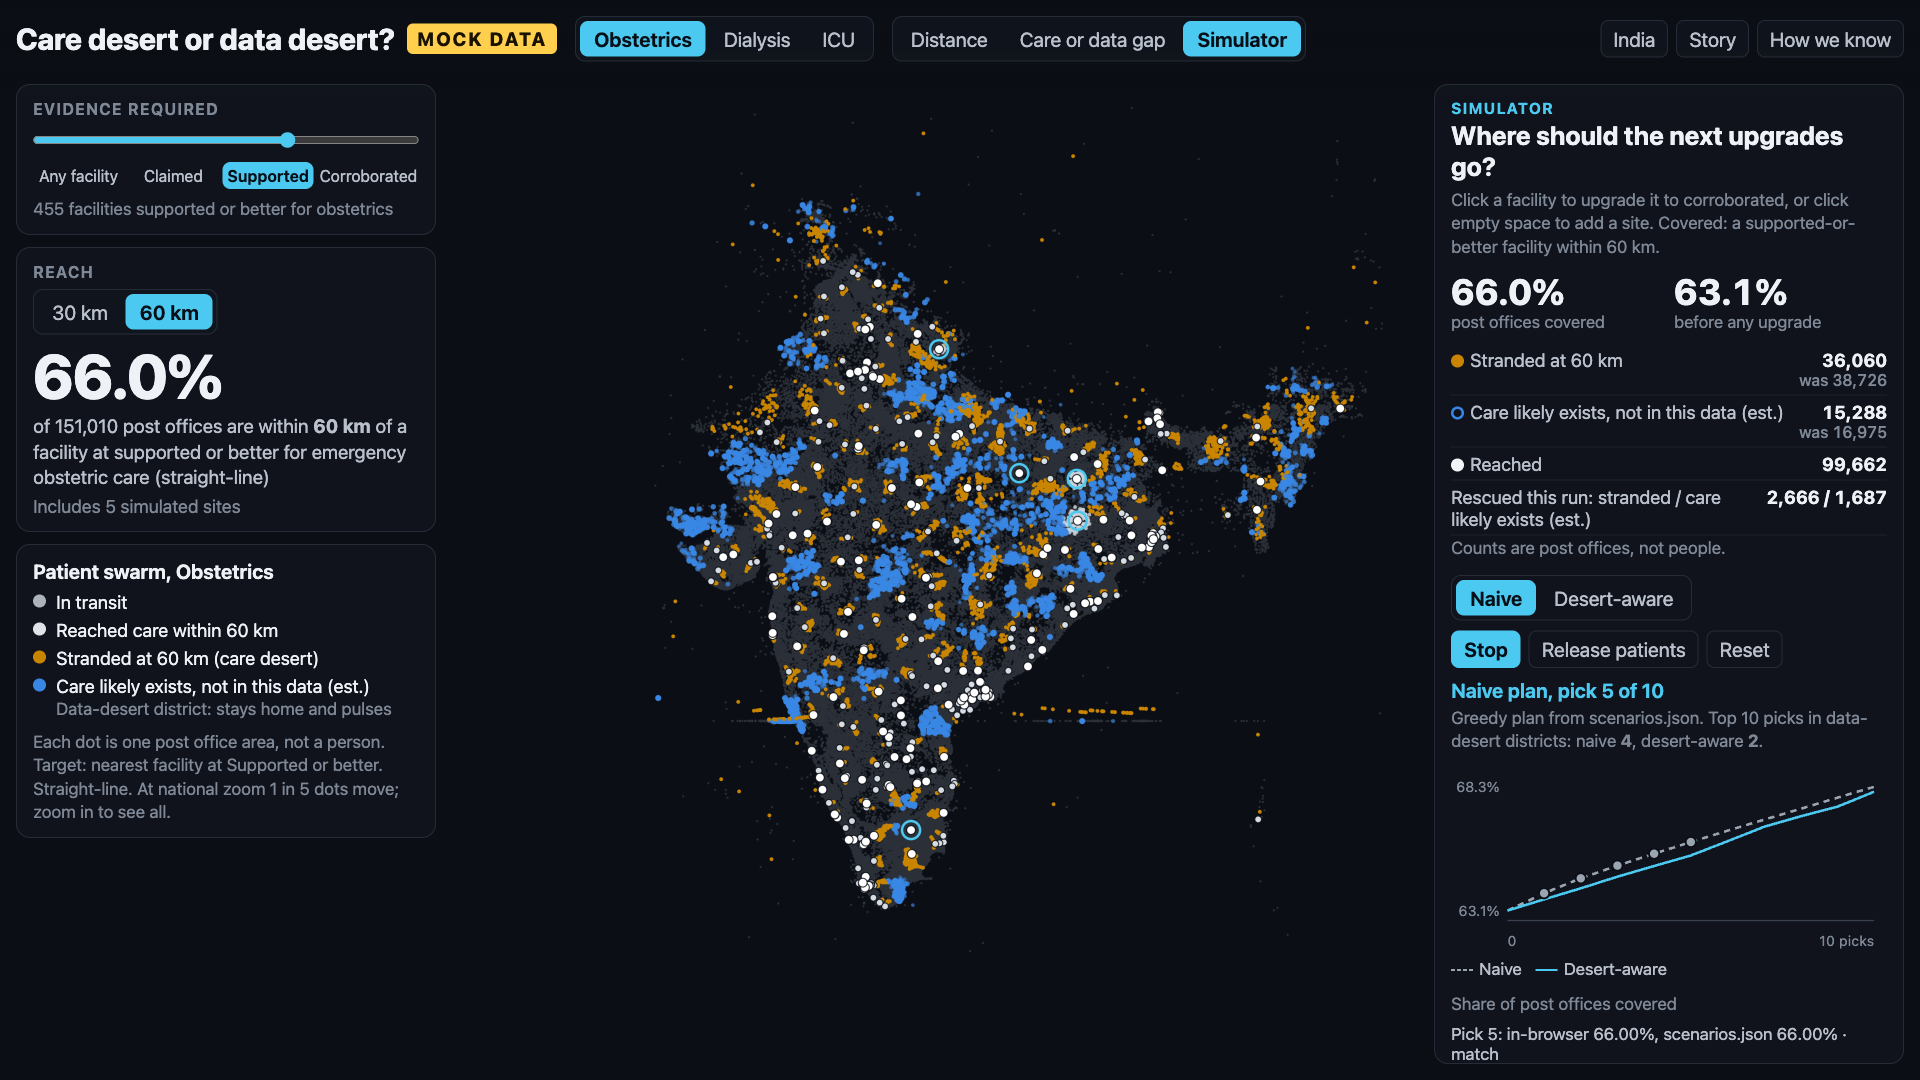 Care desert or data desert?
MOCK DATA
Obstetrics
Dialysis
ICU
Distance
Care or data gap
Simulator
India
Story
How we know
EVIDENCE REQUIRED
Any facility
Claimed
Supported
Corroborated
455 facilities supported or better for obstetrics
REACH
30 km
60 km
66.0%
of 151,010 post offices are within 60 km of a
facility at supported or better for emergency
obstetric care (straight-line)
Includes 5 simulated sites
Patient swarm, Obstetrics
In transit
Reached care within 60 km
Stranded at 60 km (care desert)
Care likely exists, not in this data (est.)
Data-desert district: stays home and pulses
Each dot is one post office area, not a person.
Target: nearest facility at Supported or better.
Straight-line. At national zoom 1 in 5 dots move;
zoom in to see all.
SIMULATOR
Where should the next upgrades
go?
Click a facility to upgrade it to corroborated, or click
empty space to add a site. Covered: a supported-or-
better facility within 60 km.
66.0%
post offices covered
63.1%
before any upgrade
Stranded at 60 km
36,060
was 38,726
Care likely exists, not in this data (est.)
15,288
was 16,975
Reached
99,662
Rescued this run: stranded / care
likely exists (est.)
2,666 / 1,687
Counts are post offices, not people.
Naive
Desert-aware
Stop
Release patients
Reset
Naive plan, pick 5 of 10
Greedy plan from scenarios.json. Top 10 picks in data-
desert districts: naive 4, desert-aware 2.
68.3%
63.1%
0
10 picks
Naive
Desert-aware
Share of post offices covered
Pick 5: in-browser 66.00%, scenarios.json 66.00% ·
match